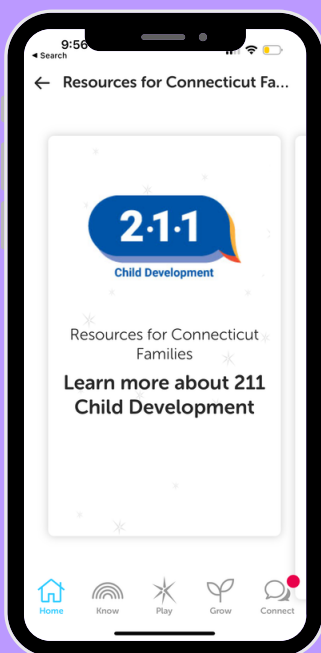 9:56
◂ Search
← Resources for Connecticut Fa...
2·1·1
Child Development
Resources for Connecticut
Families
Learn more about 211
Child Development
Home Know Play Grow Connect